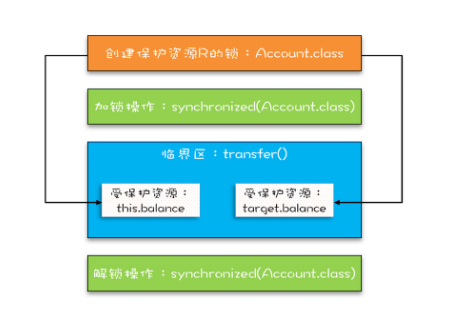 创建保护资源R的锁：Account.class
加锁操作：synchronized(Account.class)
临界区：transfer()
受保护资源：
this.balance
受保护资源：
target.balance
解锁操作：synchronized(Account.class)